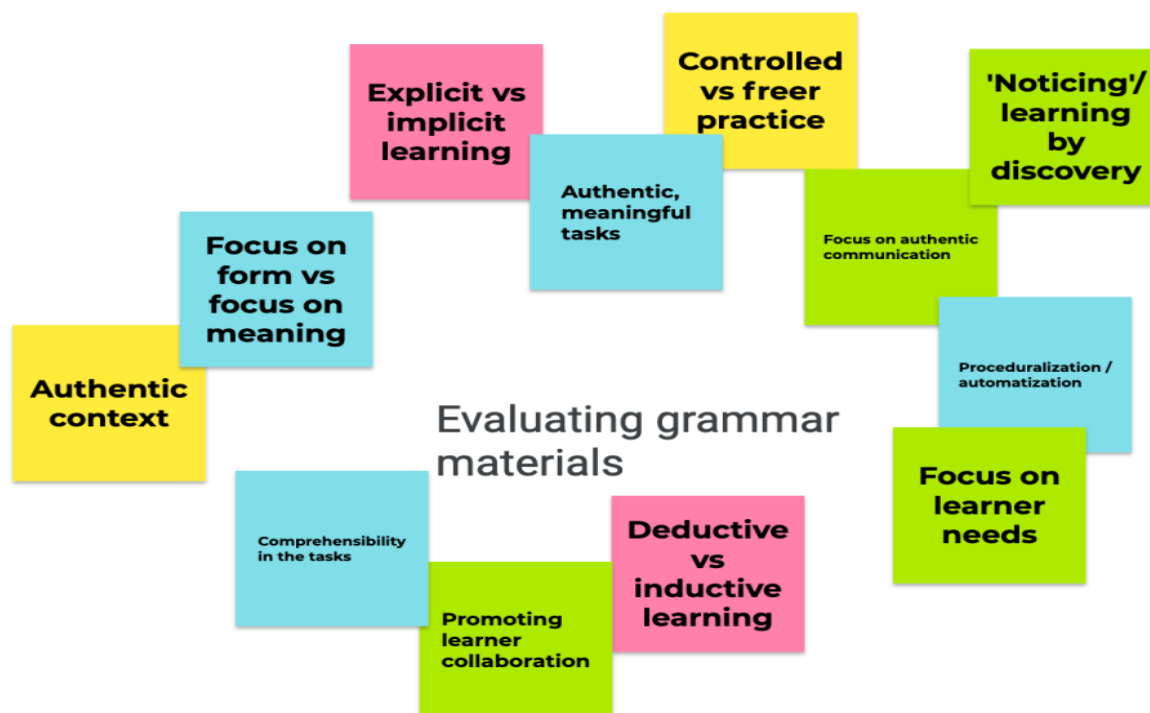 Controlled
vs freer
practice
Explicit vs
implicit
learning
'Noticing'/
learning
by
discovery
Authentic,
meaningful
tasks
Focus on authentic
communication
Focus on
form vs
focus on
meaning
Authentic
context
Proceduralization /
automatization
Evaluating grammar
materials
Focus on
learner
needs
Comprehensibility
in the tasks
Deductive
vs
inductive
learning
Promoting
learner
collaboration